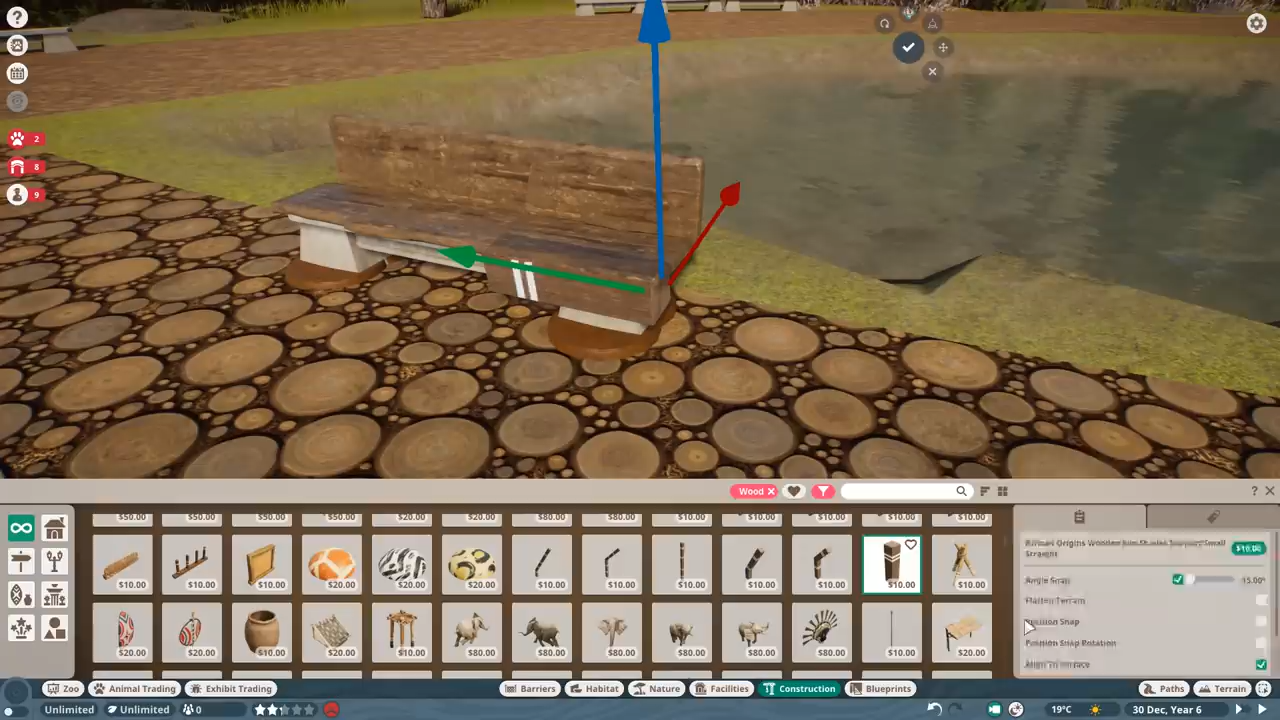 ?
2
8
9
Wood ×
? ×
$50.00 $50.00 $50.00 $50.00 $20.00 $20.00 $80.00 $80.00 $10.00 $10.00 $10.00 $10.00 $10.00
$10.00 $10.00 $10.00 $20.00 $20.00 $20.00 $10.00 $10.00 $10.00 $10.00 $10.00 $10.00 $10.00
$20.00 $20.00 $10.00 $20.00 $10.00 $80.00 $80.00 $80.00 $80.00 $80.00 $80.00 $10.00 $20.00
Straight
$10.00
Angle Snap 15.00°
Flatten Terrain
Position Snap
Position Snap Rotation
Align To Surface
Zoo Animal Trading Exhibit Trading Barriers Habitat Nature Facilities Construction Blueprints Paths Terrain
Unlimited Unlimited 0 19°C 30 Dec, Year 6